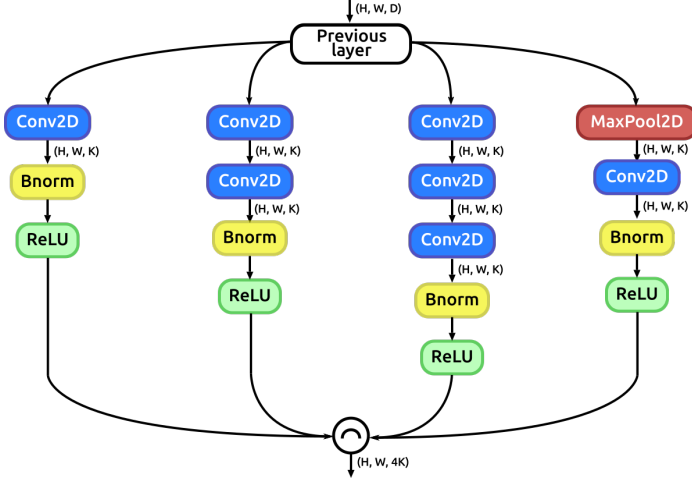 (H, W, D)
Previous
layer
Conv2D
Conv2D
Conv2D
MaxPool2D
(H, W, K)
(H, W, K)
(H, W, K)
(H, W, K)
Bnorm
Conv2D
Conv2D
Conv2D
(H, W, K)
(H, W, K)
(H, W, K)
ReLU
Bnorm
Conv2D
Bnorm
(H, W, K)
ReLU
Bnorm
ReLU
ReLU
(H, W, 4K)